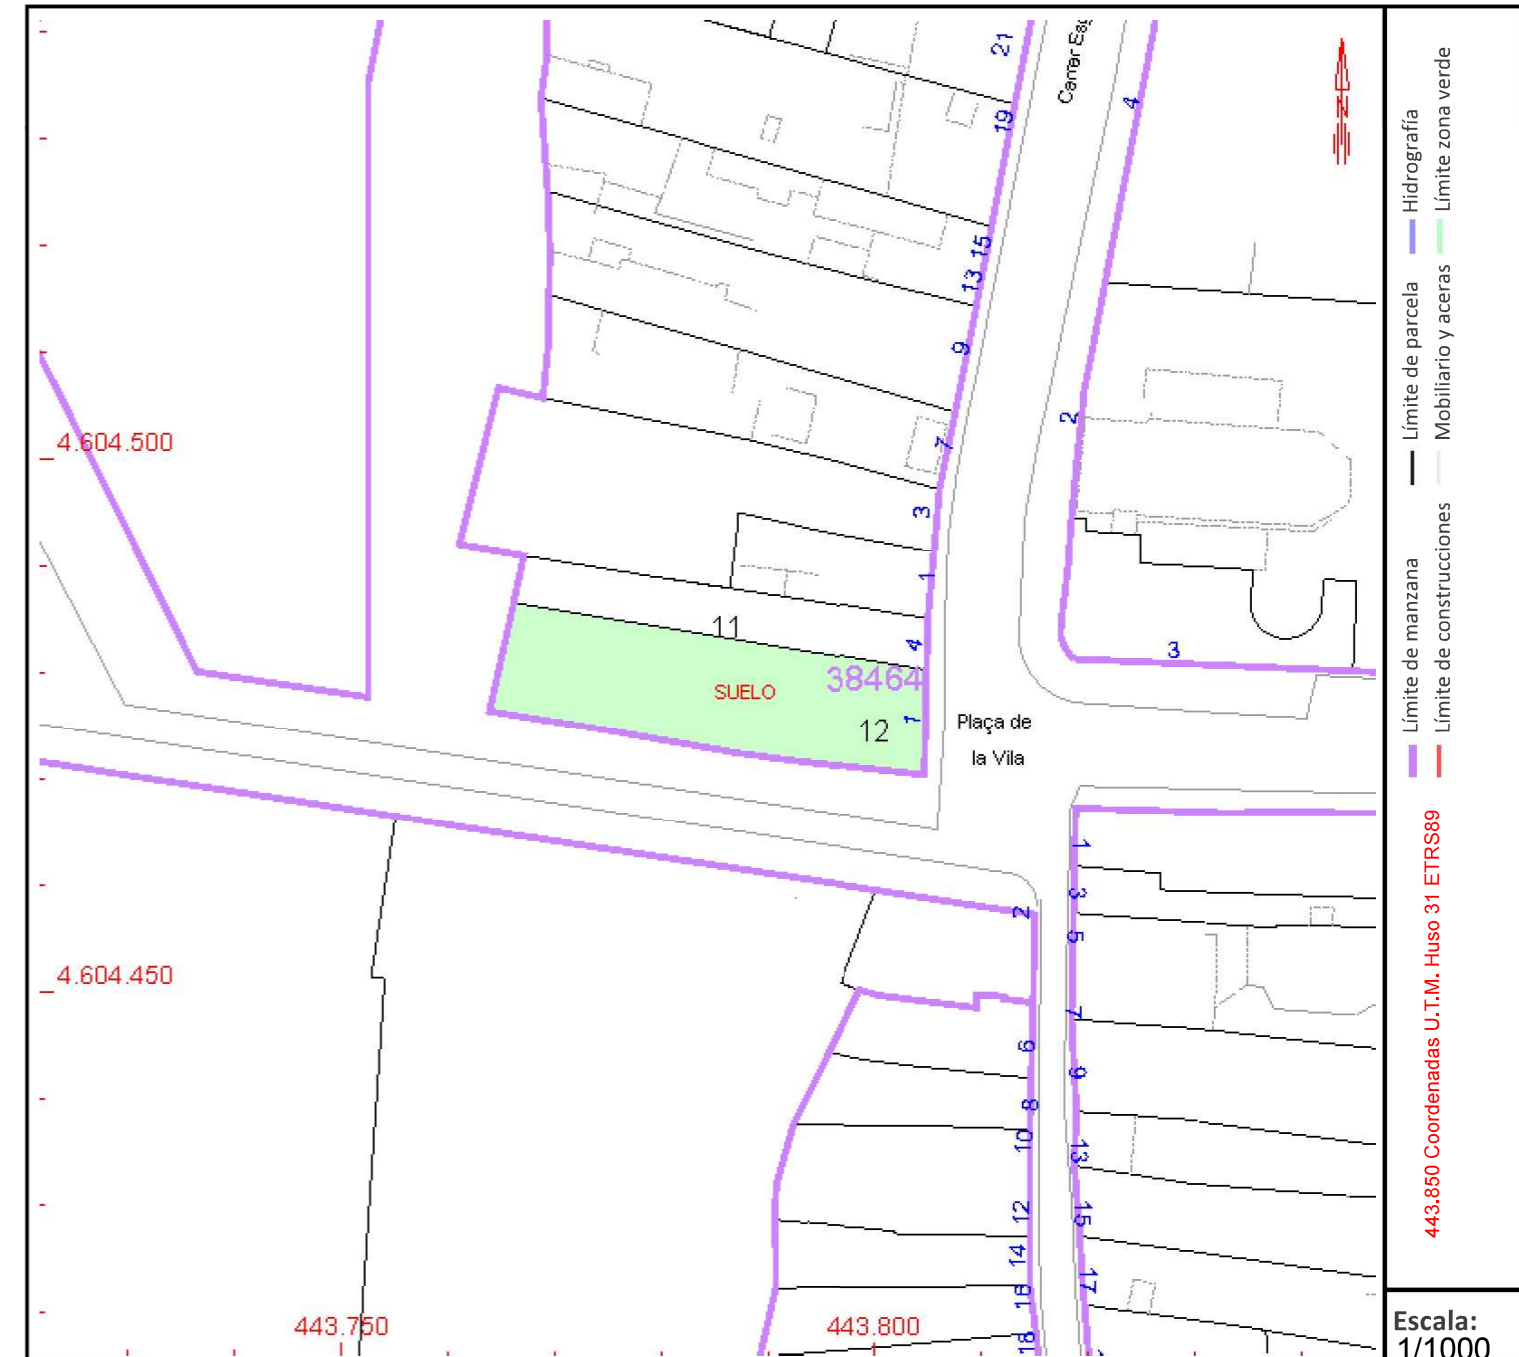 21
Carrer
19
4
15
13
9
2
7
4.604.500
3
1
11
4
3
38464
SUELO
1
12
Plaça de
la Vila
1
3
2
5
4.604.450
7
6
9
8
10
13
12
15
14
17
16
18
443.750
443.800
N
Límite de manzana
Límite de parcela
Hidrografía
Límite de construcciones
Mobiliario y aceras
Límite zona verde
443.850 Coordenadas U.T.M. Huso 31 ETRS89
Escala:
1/1000